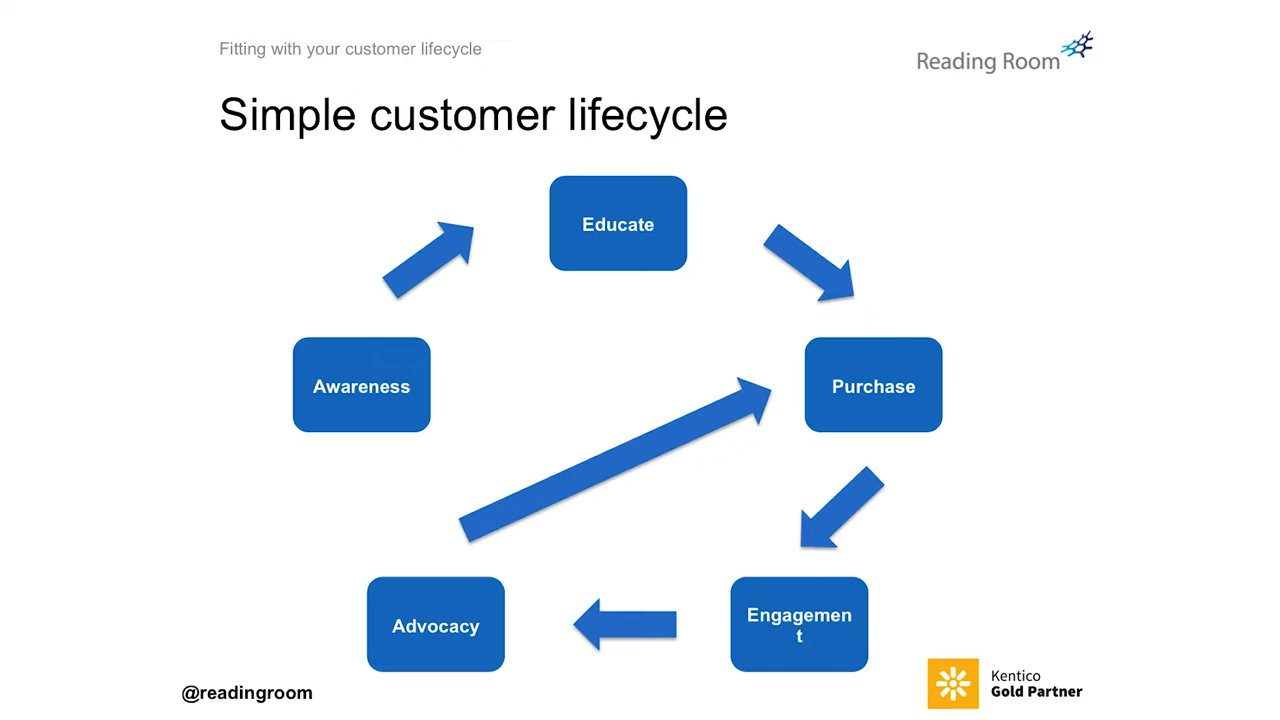 Fitting with your customer lifecycle
Reading Room
Simple customer lifecycle
Educate
Awareness
Purchase
Advocacy
Engagemen
t
@readingroom
Kentico
Gold Partner